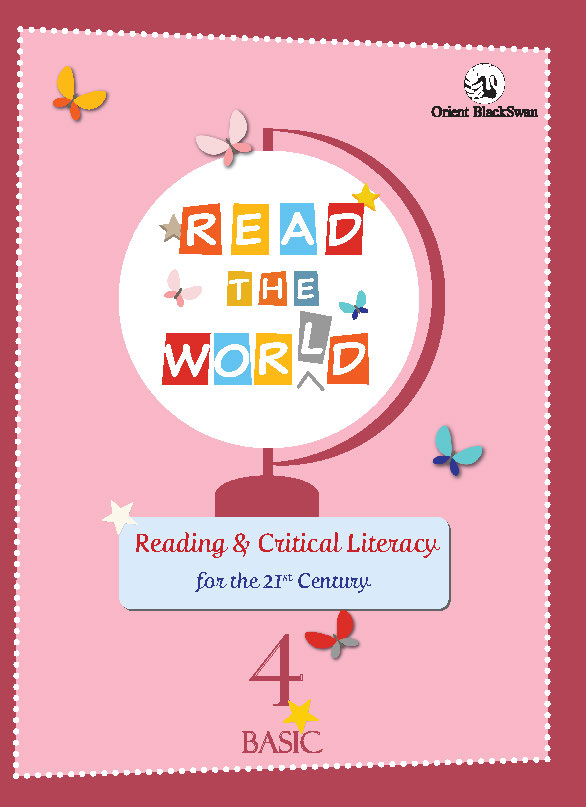 Orient BlackSwan
READ
THE
WORLD
Reading & Critical Literacy
for the 21st Century
4
BASIC